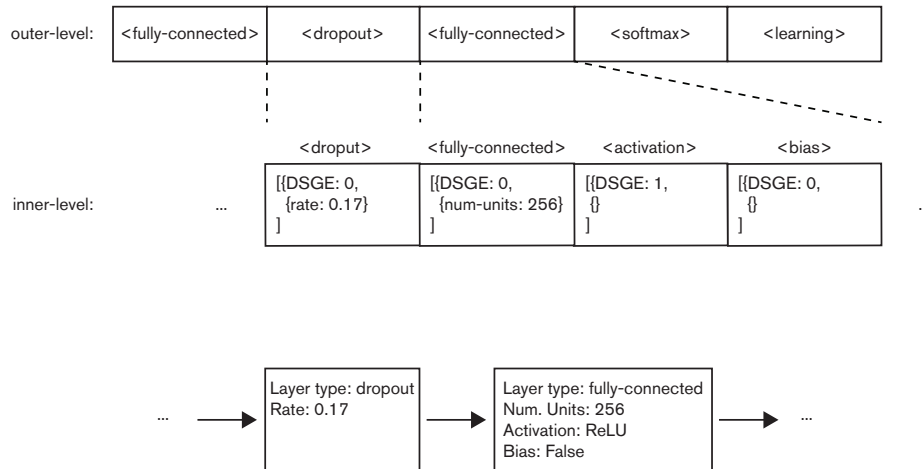 outer-level: <fully-connected> <dropout> <fully-connected> <softmax> <learning>
<droput> <fully-connected> <activation> <bias>
inner-level: ... [{DSGE: 0, [{DSGE: 0, [{DSGE: 1, [{DSGE: 0, .
{rate: 0.17} {num-units: 256} {} {}
] ] ] ]
Layer type: dropout Layer type: fully-connected
... Rate: 0.17 Num. Units: 256 ...
Activation: ReLU
Bias: False